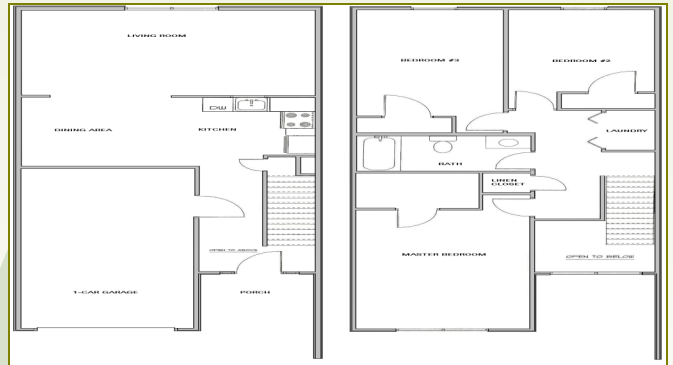 LIVING ROOM
DW
DINING AREA
KITCHEN
OPEN TO ABOVE
1-CAR GARAGE
PORCH
BEDROOM #3
BEDROOM #2
LAUNDRY
BATH
LINEN
CLOSET
MASTER BEDROOM
OPEN TO BELOW